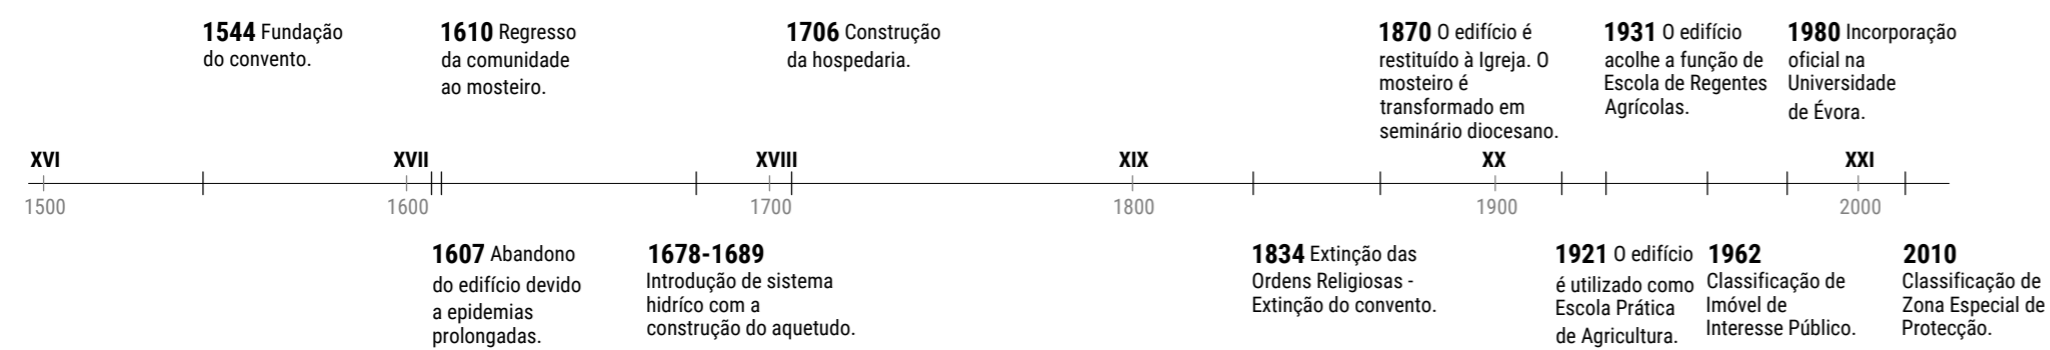 1544 Fundação
do convento.
1610 Regresso
da comunidade
ao mosteiro.
1706 Construção
da hospedaria.
1870 O edifício é
restituído à Igreja. O
mosteiro é
transformado em
seminário diocesano.
1931 O edifício
acolhe a função de
Escola de Regentes
Agrícolas.
1980 Incorporação
oficial na
Universidade
de Évora.
XVI
XVII
XVIII
XIX
XX
XXI
1500
1600
1700
1800
1900
2000
1607 Abandono
do edifício devido
a epidemias
prolongadas.
1678-1689
Introdução de sistema
hidríco com a
construção do aquetudo.
1834 Extinção das
Ordens Religiosas -
Extinção do convento.
1921 O edifício
é utilizado como
Escola Prática
de Agricultura.
1962
Classificação de
Imóvel de
Interesse Público.
2010
Classificação de
Zona Especial de
Protecção.